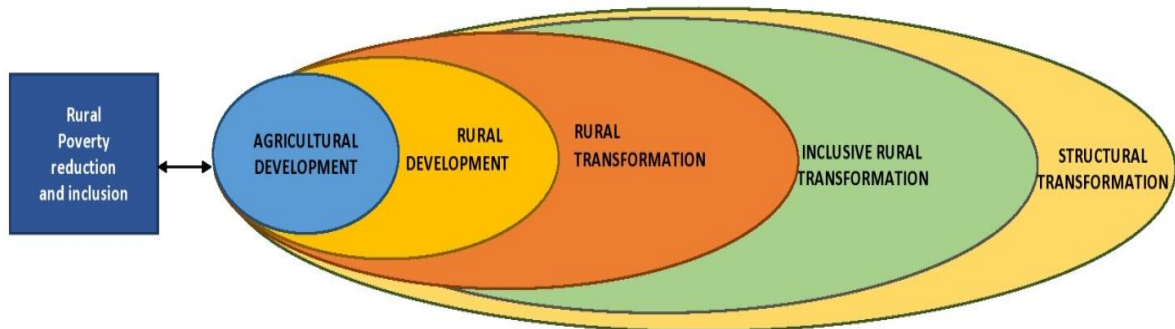 Rural
Poverty
reduction
and inclusion
AGRICULTURAL
DEVELOPMENT
RURAL
DEVELOPMENT
RURAL
TRANSFORMATION
INCLUSIVE RURAL
TRANSFORMATION
STRUCTURAL
TRANSFORMATION